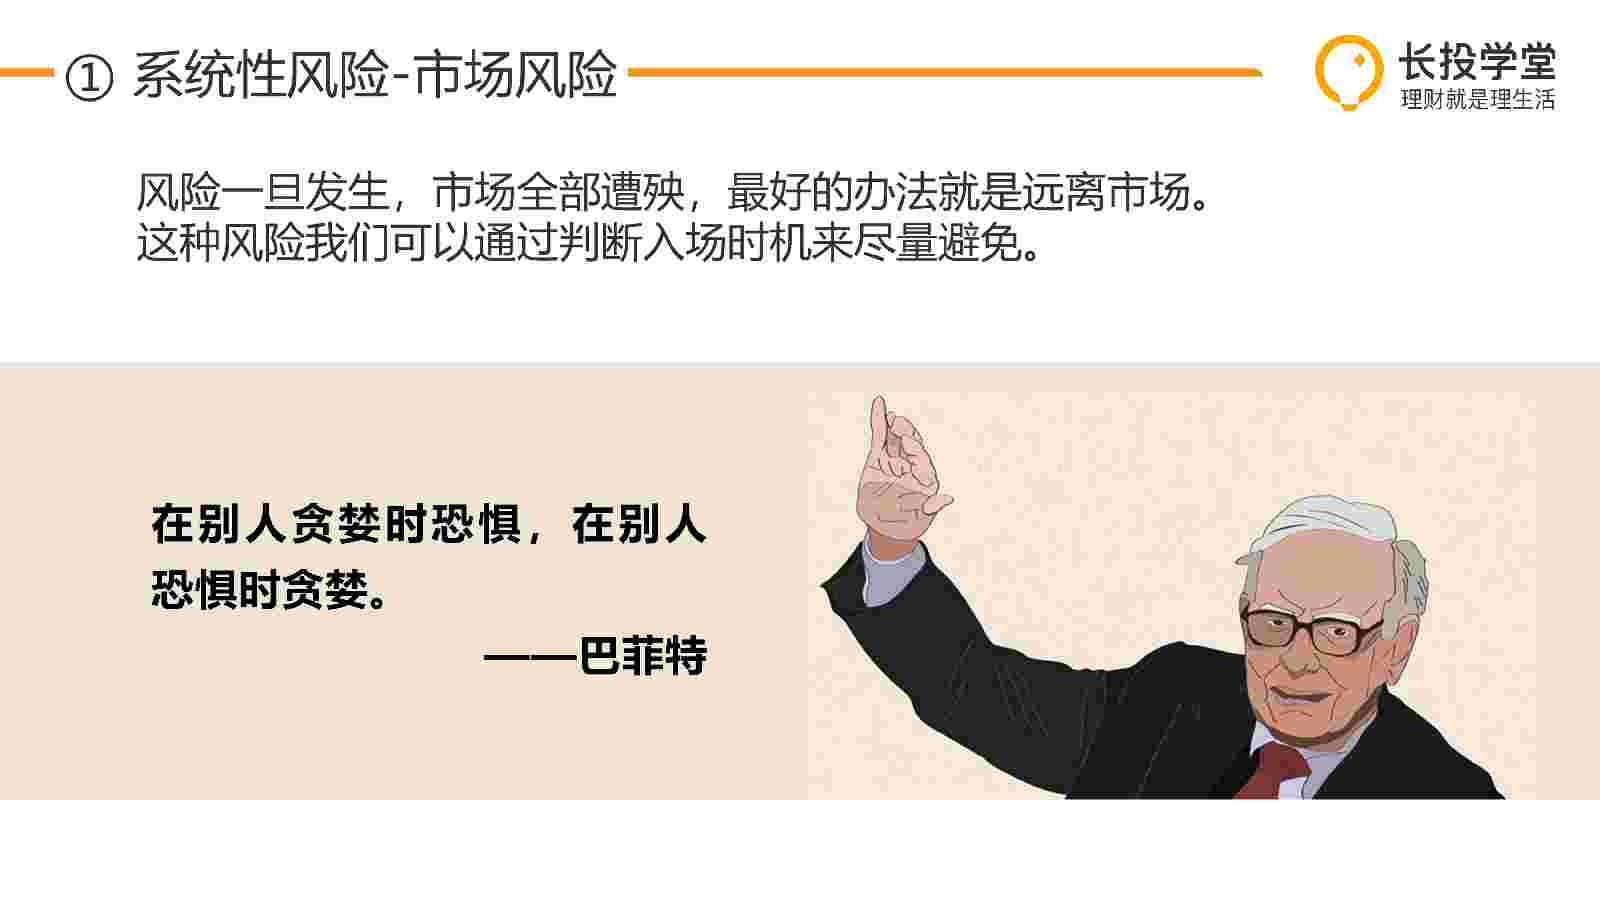 ① 系统性风险-市场风险
长投学堂
理财就是理生活
风险一旦发生，市场全部遭殃，最好的办法就是远离市场。
这种风险我们可以通过判断入场时机来尽量避免。
在别人贪婪时恐惧，在别人
恐惧时贪婪。
——巴菲特